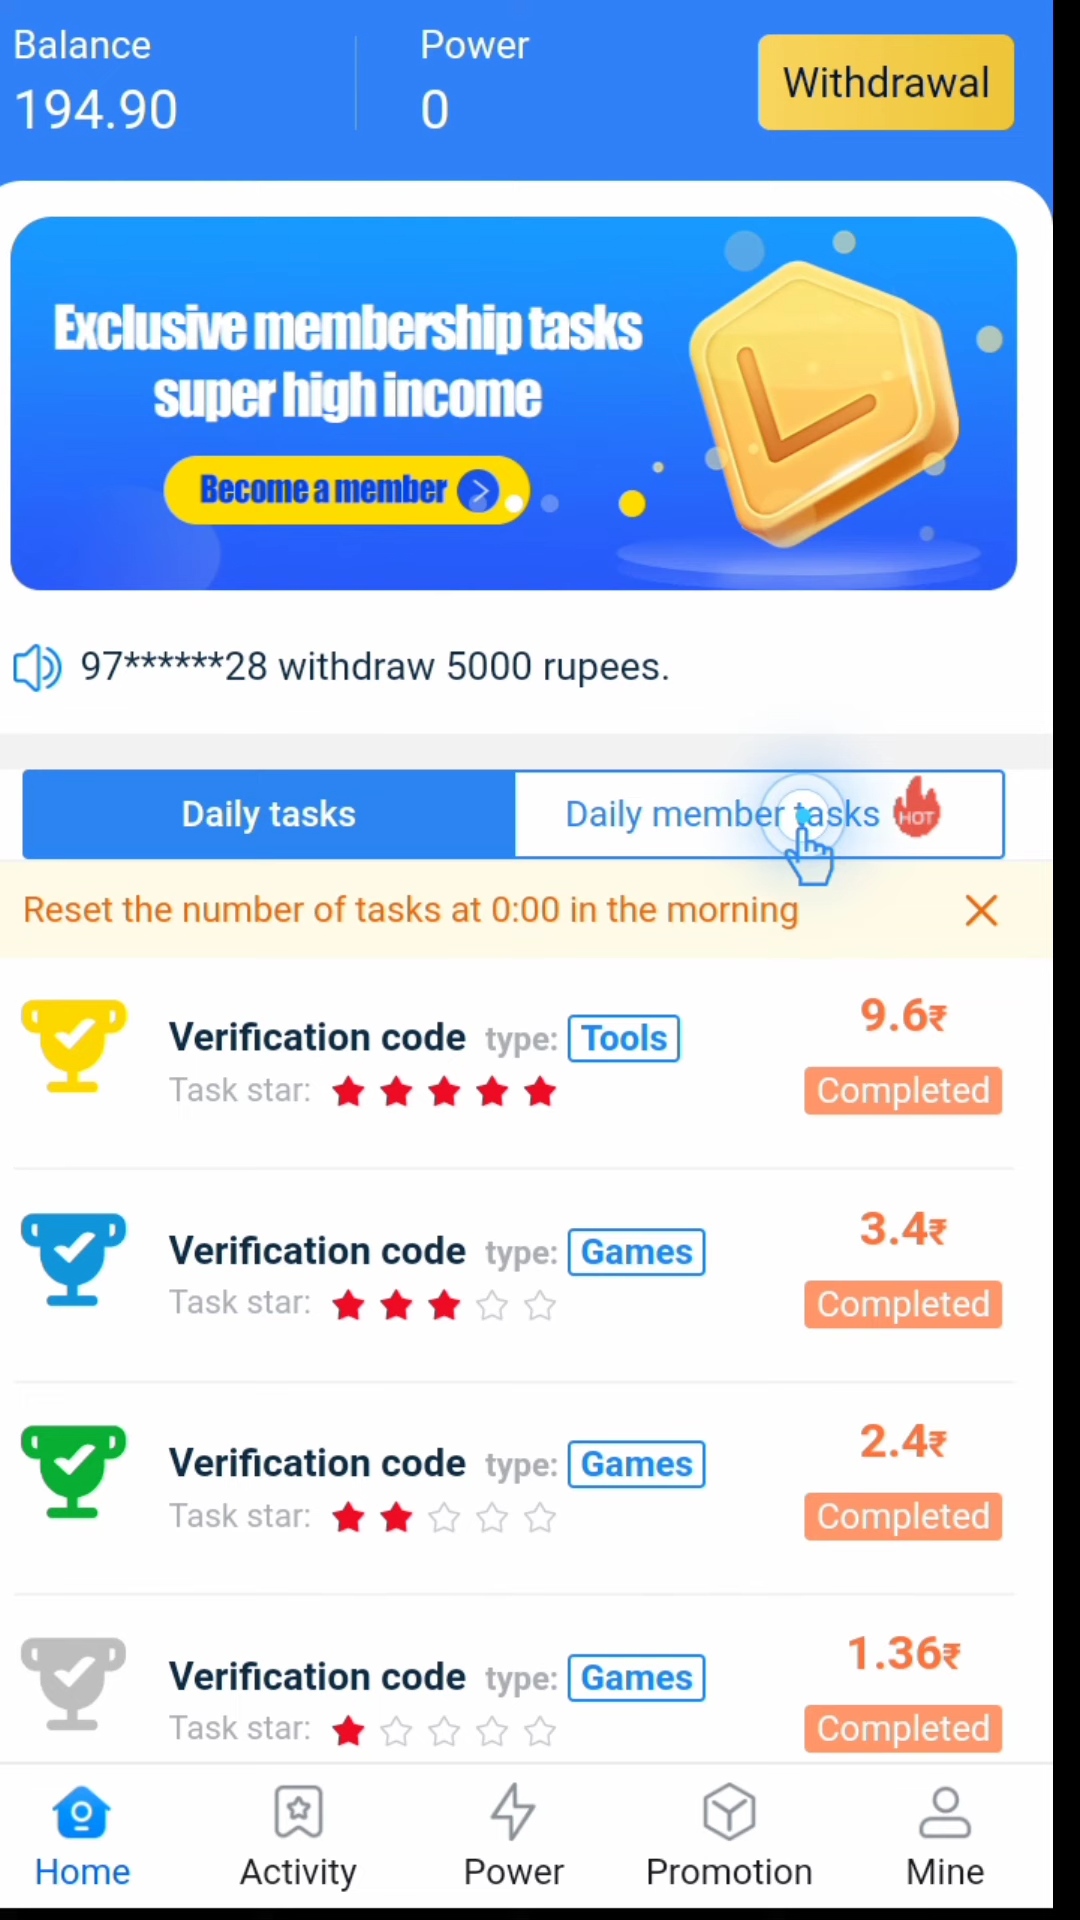 Balance
194.90
Power
0
Withdrawal
Exclusive membership tasks
super high income
Become a member
97******28 withdraw 5000 rupees.
Daily tasks
Daily member tasks
HOT
Reset the number of tasks at 0:00 in the morning
Verification code type: Tools
9.6₹
Task star:
Completed
Verification code type: Games
3.4₹
Task star:
Completed
Verification code type: Games
2.4₹
Task star:
Completed
Verification code type: Games
1.36₹
Task star:
Completed
Home
Activity
Power
Promotion
Mine